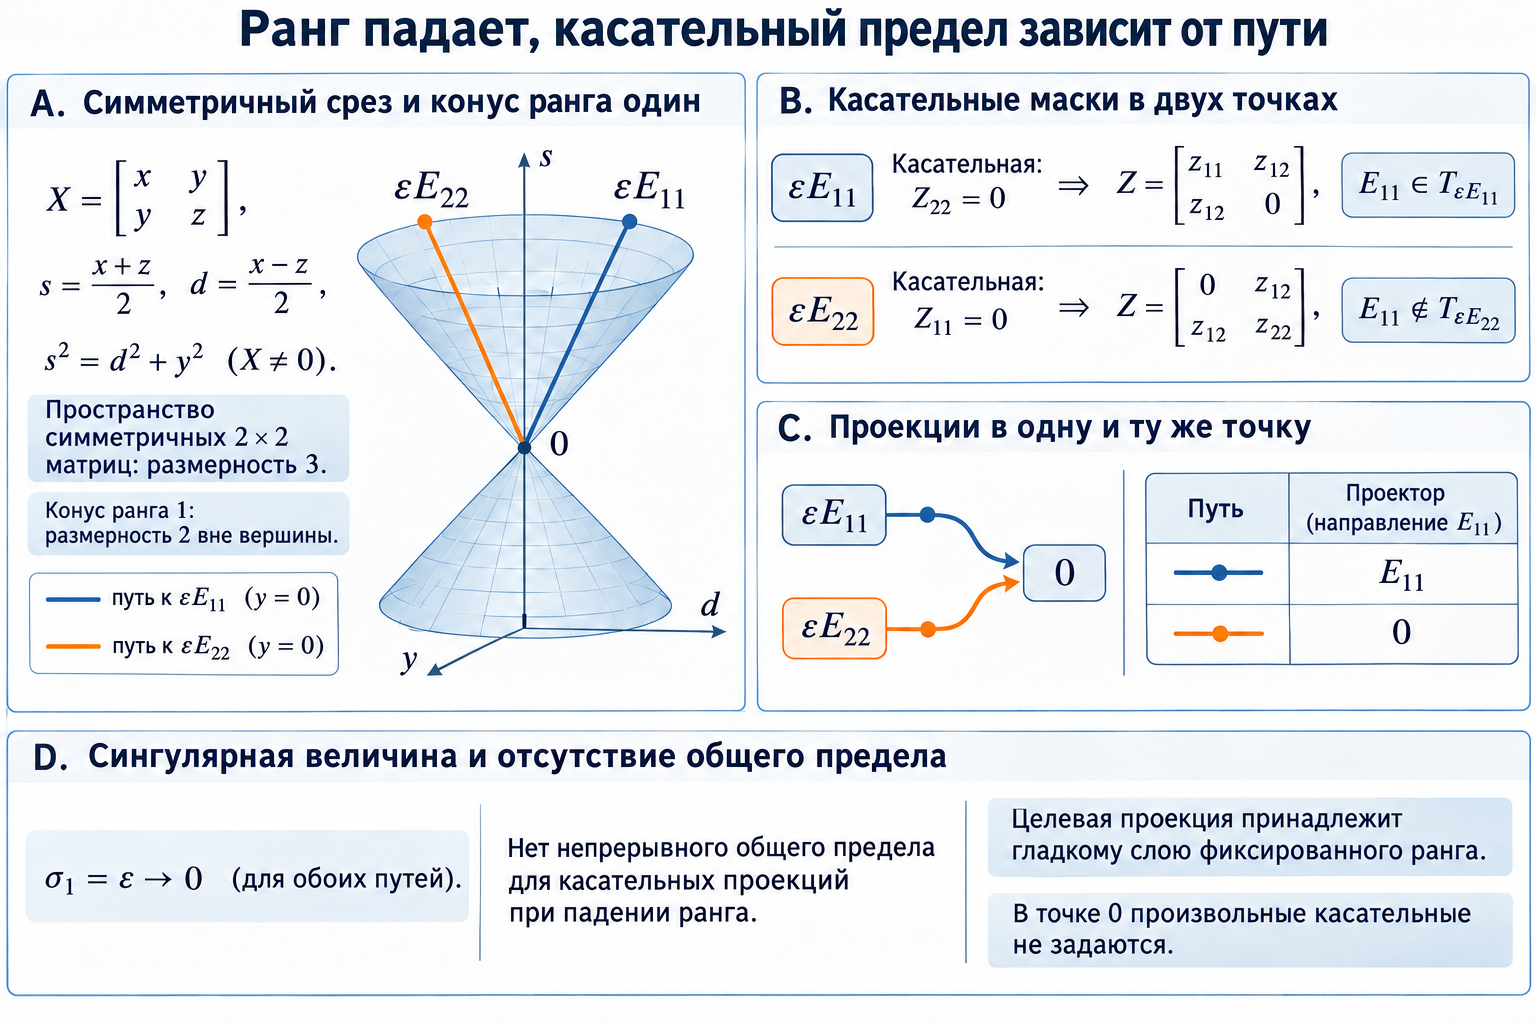 Ранг падает, касательный предел зависит от пути
A. Симметричный срез и конус ранга один
X = [ x y ; y z ],
s = (x + z)/2, d = (x − z)/2,
s² = d² + y² (X ≠ 0).
Пространство
симметричных 2 × 2
матриц: размерность 3.
Конус ранга 1:
размерность 2 вне вершины.
путь к εE₁₁ (y = 0)
путь к εE₂₂ (y = 0)
s
εE₂₂
εE₁₁
0
d
y
B. Касательные маски в двух точках
εE₁₁
Касательная:
Z₂₂ = 0
⇒ Z = [ z₁₁ z₁₂ ; z₁₂ 0 ],
E₁₁ ∈ T_{εE₁₁}
εE₂₂
Касательная:
Z₁₁ = 0
⇒ Z = [ 0 z₁₂ ; z₁₂ z₂₂ ],
E₁₁ ∉ T_{εE₂₂}
C. Проекции в одну и ту же точку
εE₁₁
εE₂₂
0
Путь
Проектор
(направление E₁₁)
E₁₁
0
D. Сингулярная величина и отсутствие общего предела
σ₁ = ε → 0 (для обоих путей).
Нет непрерывного общего предела
для касательных проекций
при падении ранга.
Целевая проекция принадлежит
гладкому слою фиксированного ранга.
В точке 0 произвольные касательные
не задаются.